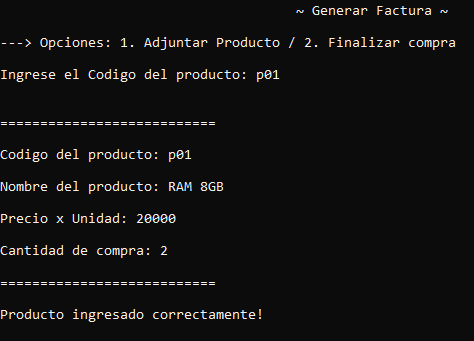 ~ Generar Factura ~
---> Opciones: 1. Adjuntar Producto / 2. Finalizar compra
Ingrese el Codigo del producto: p01
===========================
Codigo del producto: p01
Nombre del producto: RAM 8GB
Precio x Unidad: 20000
Cantidad de compra: 2
===========================
Producto ingresado correctamente!